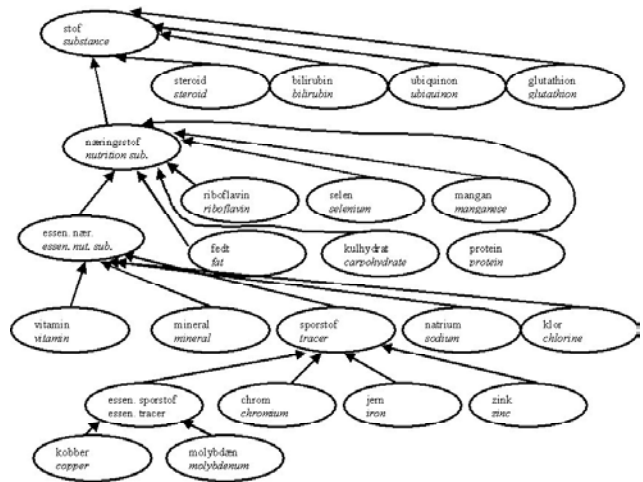 stof
substance
steroid
steroid
bilirubin
bilirubin
ubiquinon
ubiquinon
glutathion
glutathion
næringsstof
nutrition sub.
riboflavin
riboflavin
selen
selenium
mangan
manganese
essen. nær.
essen. nut. sub.
fedt
fat
kulhydrat
carpohydrate
protein
protein
vitamin
vitamin
mineral
mineral
sporstof
tracer
natrium
sodium
klor
chlorine
essen. sporstof
essen. tracer
chrom
chromium
jern
iron
zink
zinc
kobber
copper
molybdæn
molybdenum